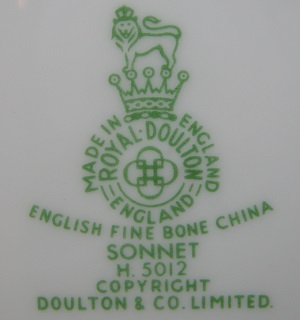 MADE IN ENGLAND
ROYAL·DOULTON
ENGLAND
ENGLISH FINE BONE CHINA
SONNET
H. 5012
COPYRIGHT
DOULTON & CO. LIMITED.